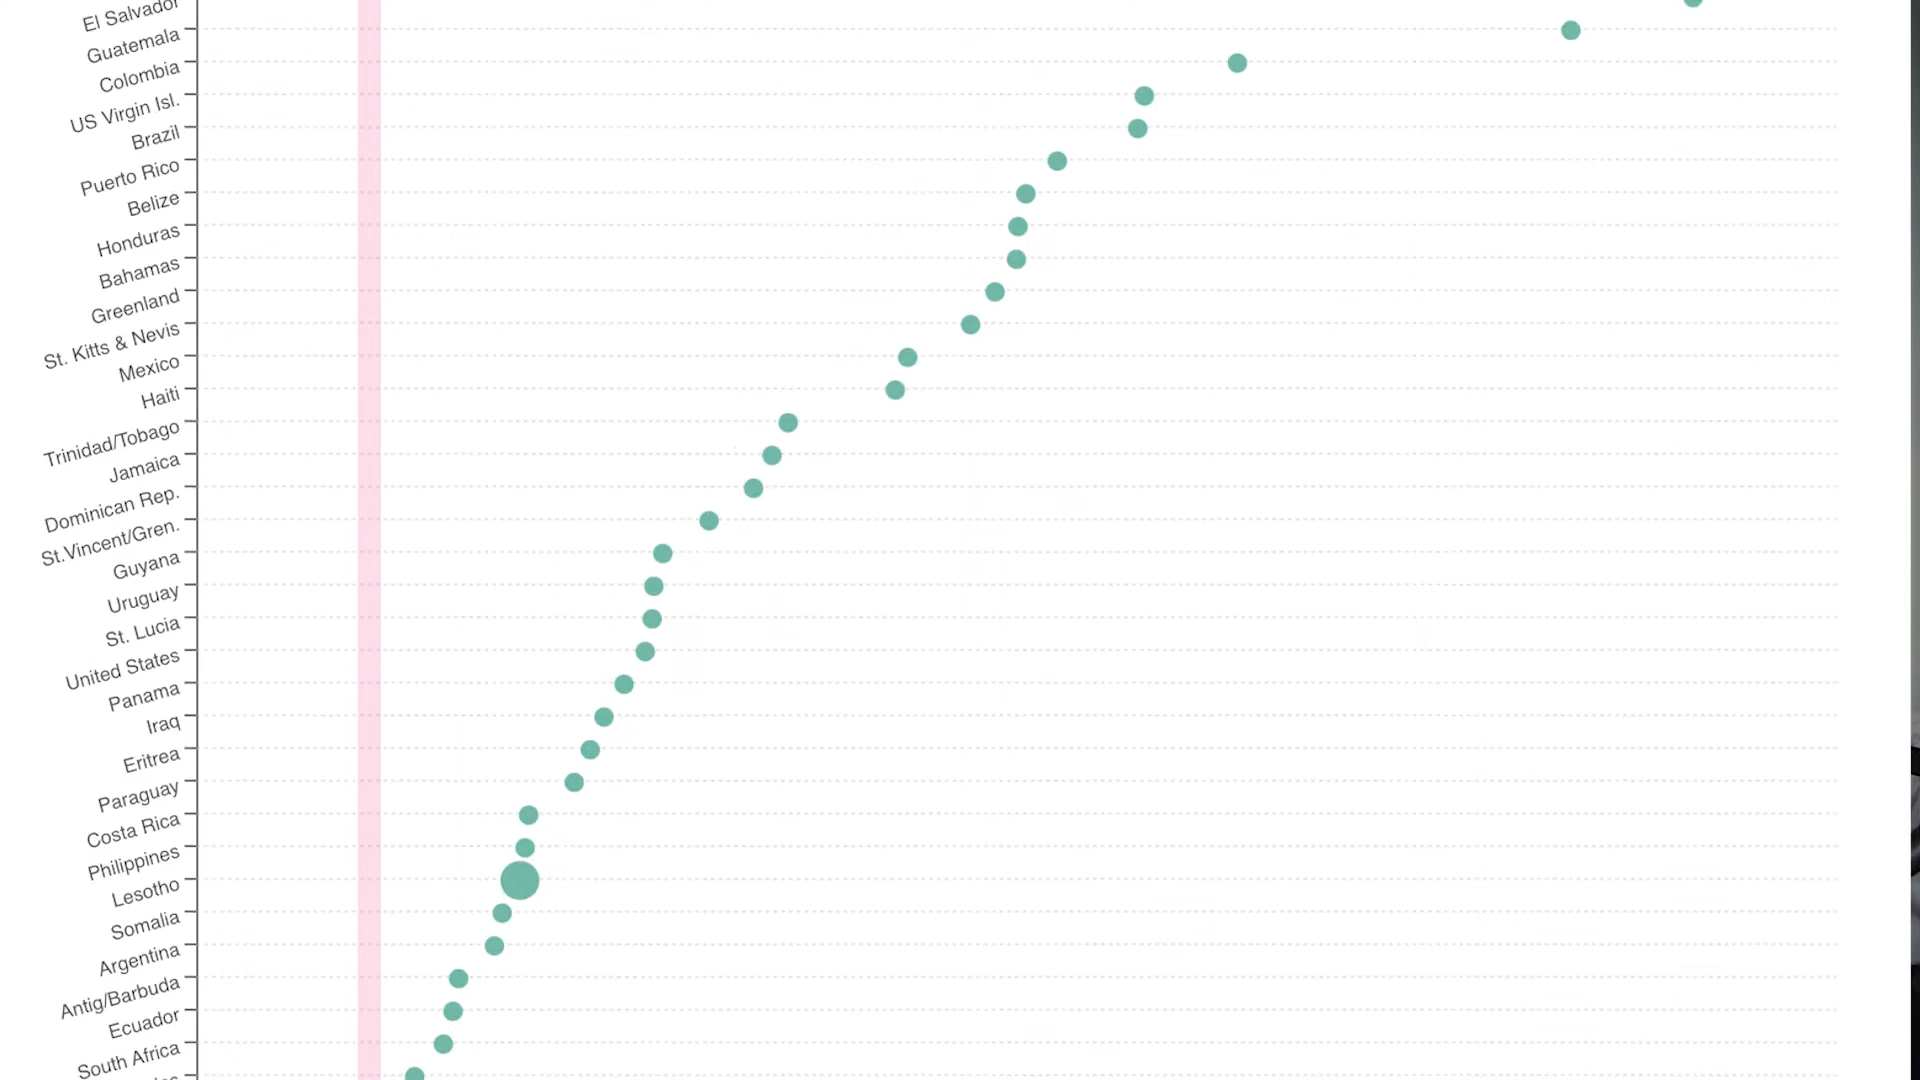 El Salvador
Guatemala
Colombia
US Virgin Isl.
Brazil
Puerto Rico
Belize
Honduras
Bahamas
Greenland
St. Kitts & Nevis
Mexico
Haiti
Trinidad/Tobago
Jamaica
Dominican Rep.
St.Vincent/Gren.
Guyana
Uruguay
St. Lucia
United States
Panama
Iraq
Eritrea
Paraguay
Costa Rica
Philippines
Lesotho
Somalia
Argentina
Antig/Barbuda
Ecuador
South Africa